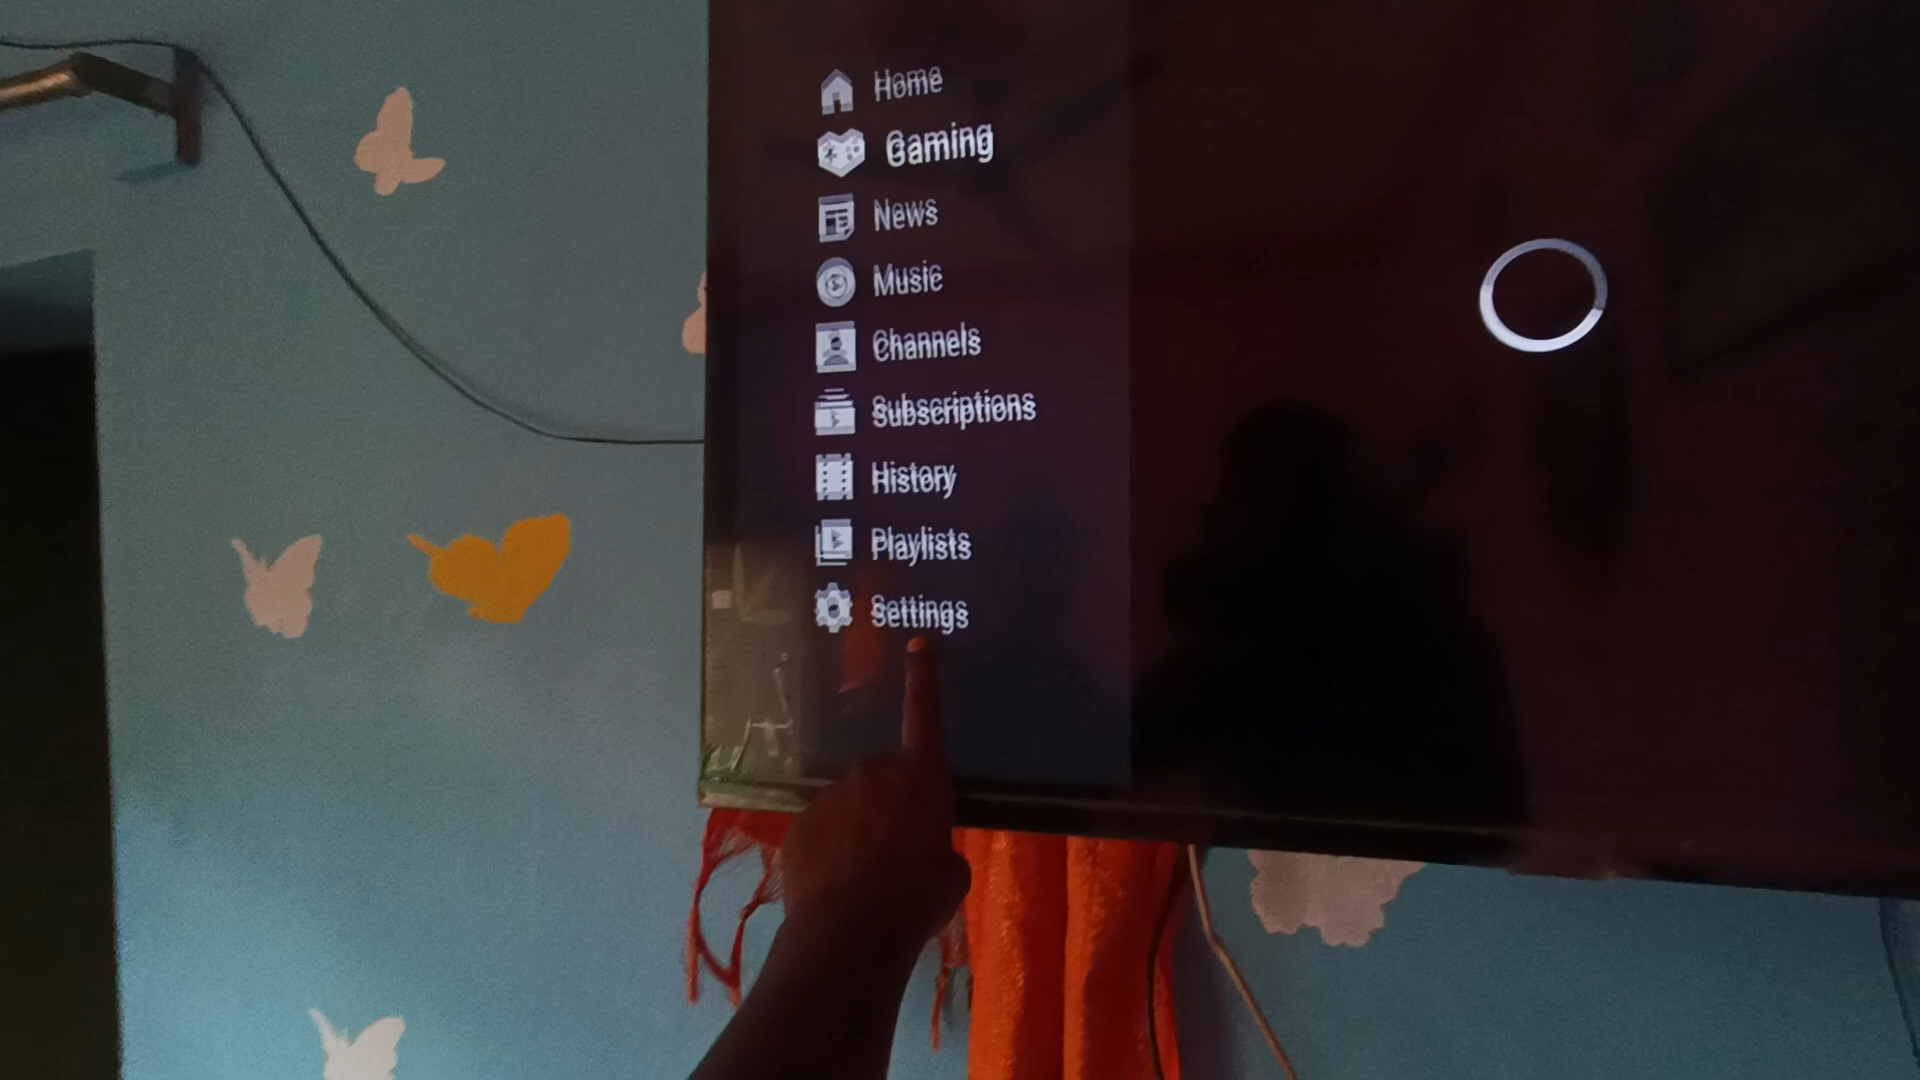 Home
Gaming
News
Music
Channels
Subscriptions
History
Playlists
Settings